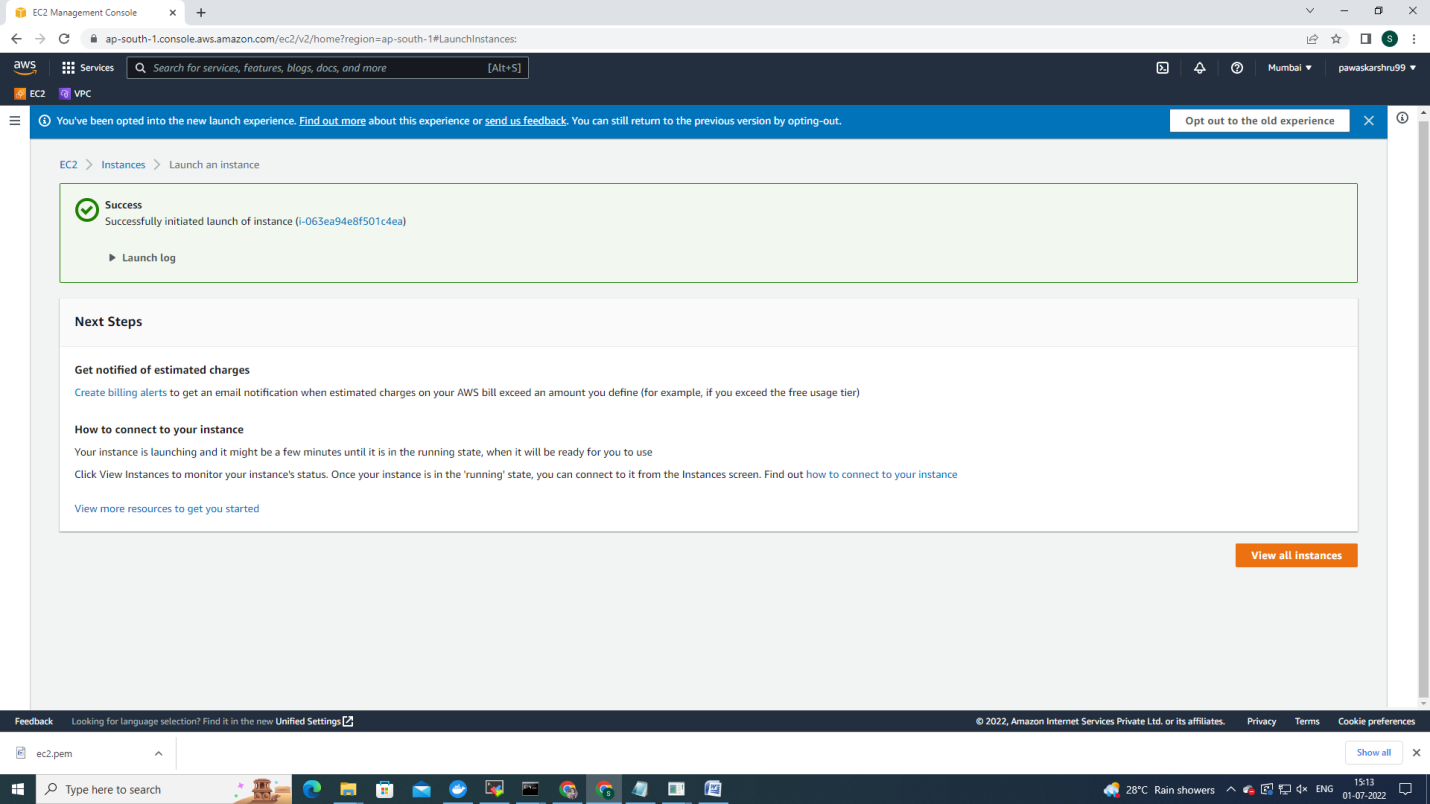 EC2 Management Console
ap-south-1.console.aws.amazon.com/ec2/v2/home?region=ap-south-1#LaunchInstances:
S
aws
Services
Search for services, features, blogs, docs, and more
[Alt+S]
Mumbai
pawaskarshru99
EC2
VPC
You've been opted into the new launch experience. Find out more about this experience or send us feedback. You can still return to the previous version by opting-out.
Opt out to the old experience
EC2 > Instances > Launch an instance
Success
Successfully initiated launch of instance (i-063ea94e8f501c4ea)
Launch log
Next Steps
Get notified of estimated charges
Create billing alerts to get an email notification when estimated charges on your AWS bill exceed an amount you define (for example, if you exceed the free usage tier)
How to connect to your instance
Your instance is launching and it might be a few minutes until it is in the running state, when it will be ready for you to use
Click View Instances to monitor your instance's status. Once your instance is in the 'running' state, you can connect to it from the Instances screen. Find out how to connect to your instance
View more resources to get you started
View all instances
Feedback
Looking for language selection? Find it in the new Unified Settings
© 2022, Amazon Internet Services Private Ltd. or its affiliates.
Privacy
Terms
Cookie preferences
ec2.pem
Show all
Type here to search
28°C Rain showers
ENG
15:13
01-07-2022